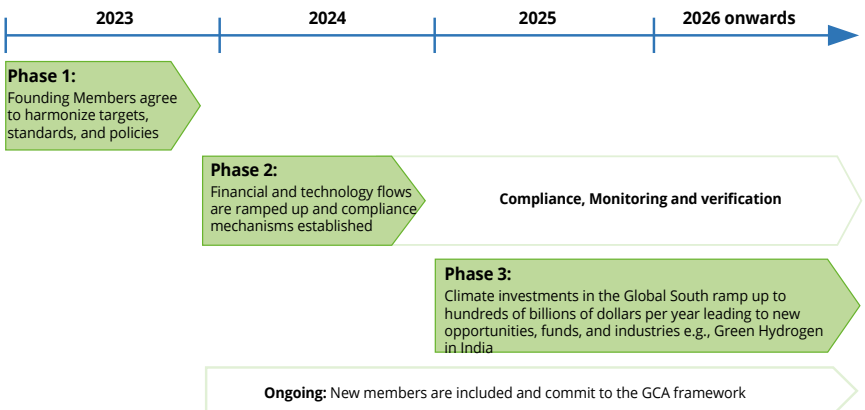 2023 2024 2025 2026 onwards
Phase 1:
Founding Members agree
to harmonize targets,
standards, and policies
Phase 2:
Financial and technology flows
are ramped up and compliance
mechanisms established
Compliance, Monitoring and verification
Phase 3:
Climate investments in the Global South ramp up to
hundreds of billions of dollars per year leading to new
opportunities, funds, and industries e.g., Green Hydrogen
in India
Ongoing: New members are included and commit to the GCA framework